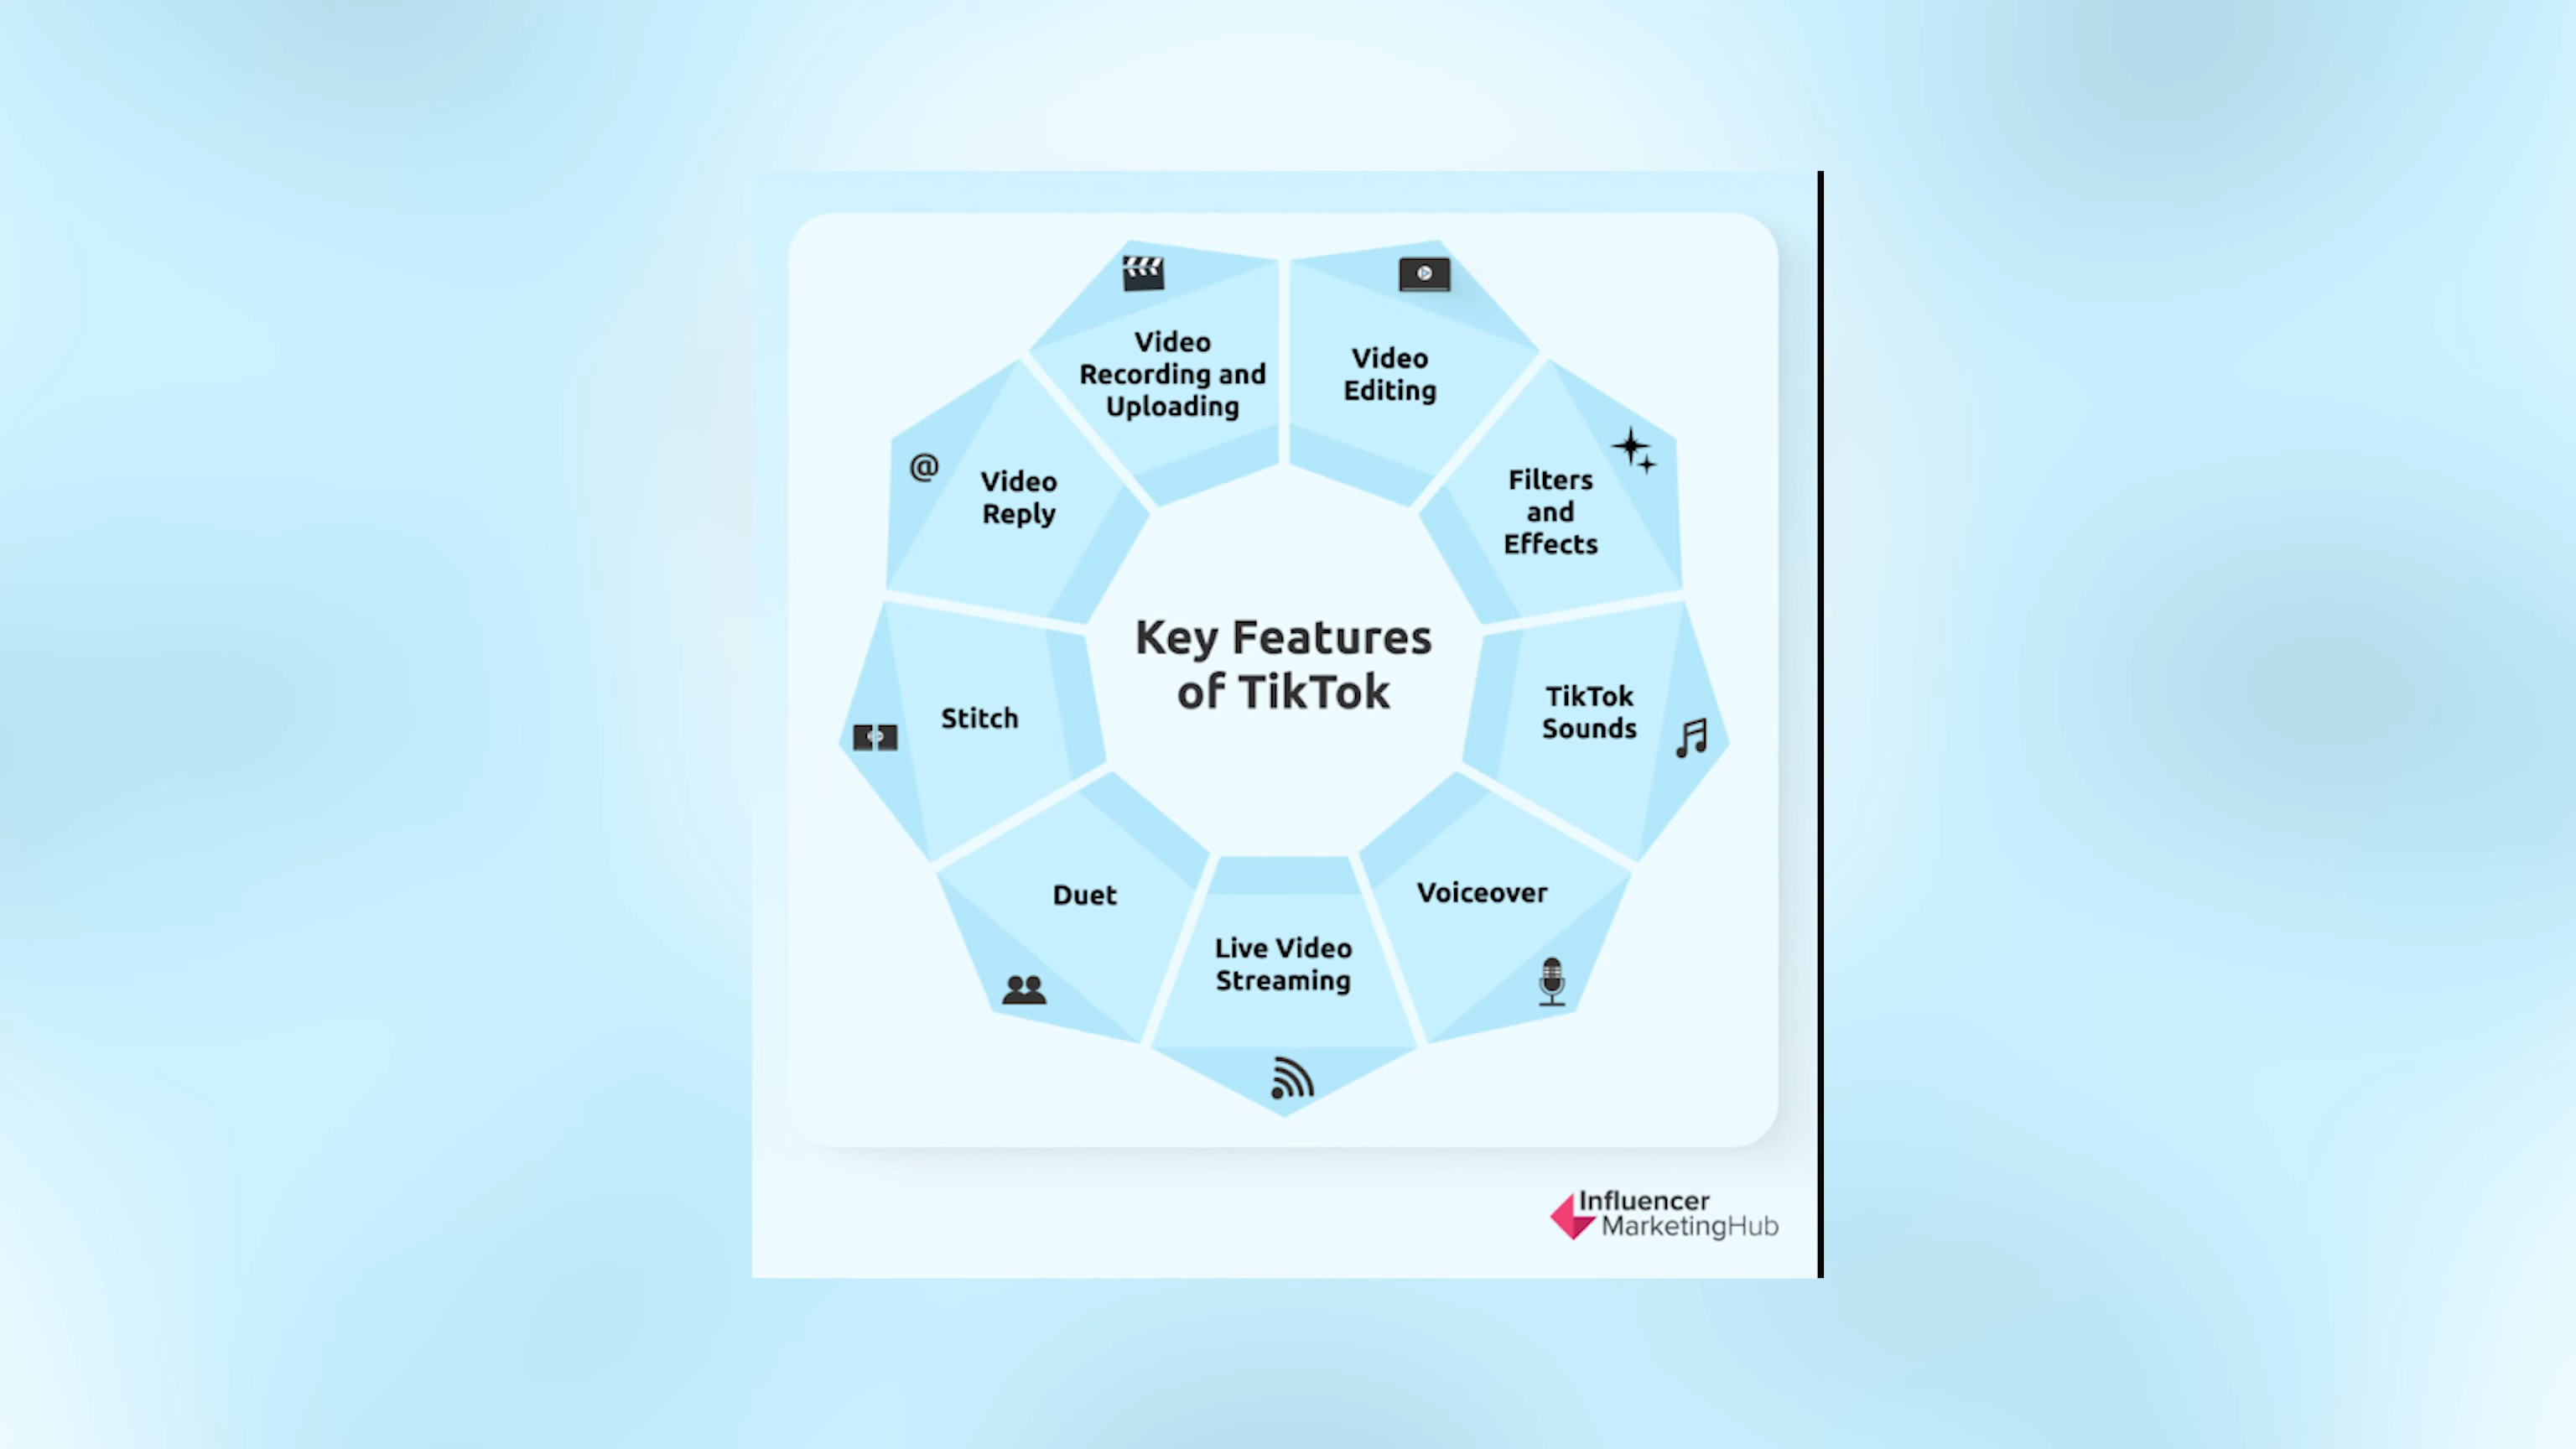 Video
Recording and
Uploading
Video
Editing
Filters
and
Effects
TikTok
Sounds
Voiceover
Live Video
Streaming
Duet
Stitch
@
Video
Reply
Key Features
of TikTok
Influencer
MarketingHub